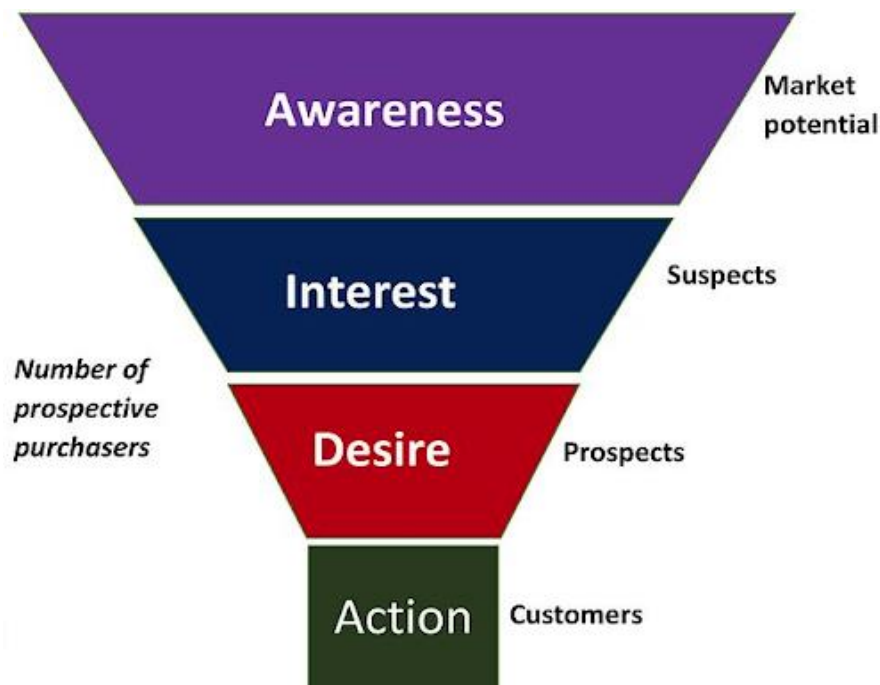 Awareness
Market
potential
Interest
Suspects
Number of
prospective
purchasers
Desire
Prospects
Action
Customers